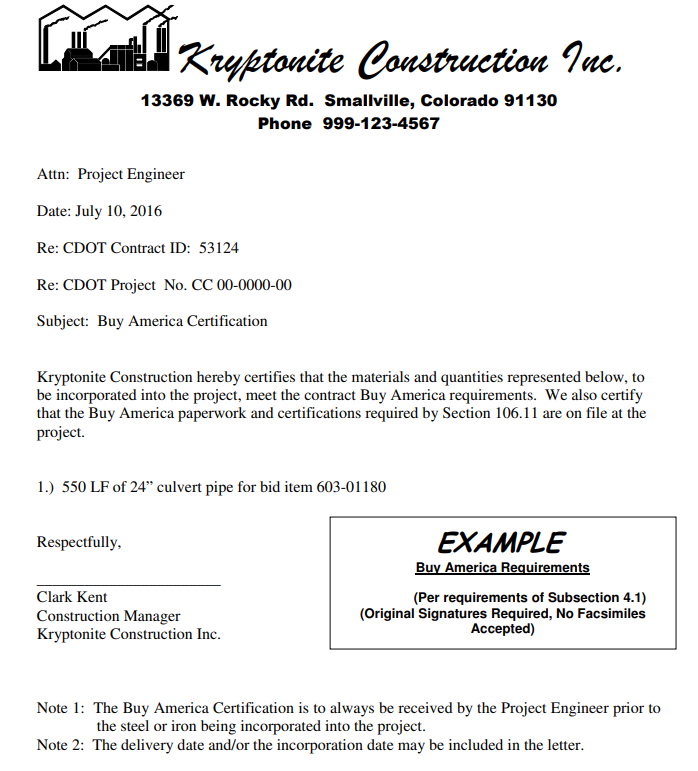 Kryptonite Construction Inc.
13369 W. Rocky Rd.  Smallville, Colorado 91130
Phone  999-123-4567
Attn:  Project Engineer
Date: July 10, 2016
Re: CDOT Contract ID:  53124
Re: CDOT Project  No. CC 00-0000-00
Subject:  Buy America Certification
Kryptonite Construction hereby certifies that the materials and quantities represented below, to
be incorporated into the project, meet the contract Buy America requirements.  We also certify
that the Buy America paperwork and certifications required by Section 106.11 are on file at the
project.
1.)  550 LF of 24” culvert pipe for bid item 603-01180
Respectfully,
Clark Kent
Construction Manager
Kryptonite Construction Inc.
EXAMPLE
Buy America Requirements
(Per requirements of Subsection 4.1)
(Original Signatures Required, No Facsimiles
Accepted)
Note 1:  The Buy America Certification is to always be received by the Project Engineer prior to
the steel or iron being incorporated into the project.
Note 2:  The delivery date and/or the incorporation date may be included in the letter.